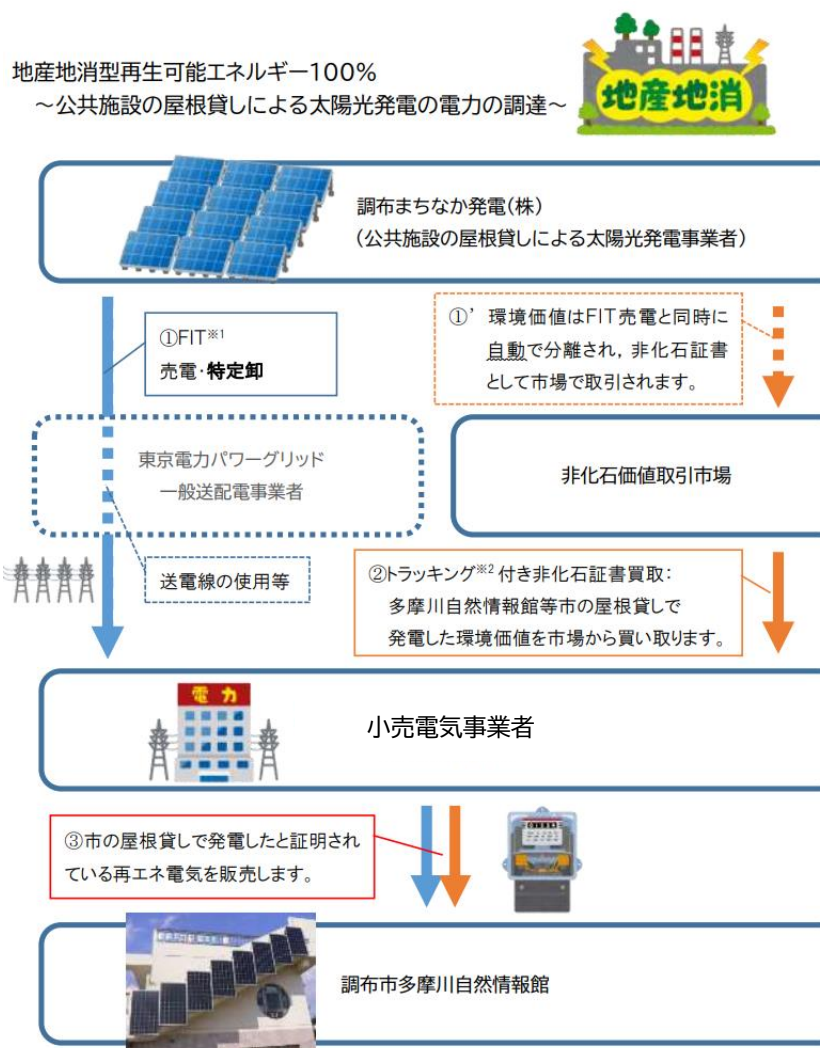 地産地消型再生可能エネルギー100%
～公共施設の屋根貸しによる太陽光発電の電力の調達～
地産地消
調布まちなか発電(株)
(公共施設の屋根貸しによる太陽光発電事業者)
①FIT※1
売電・特定卸
①’環境価値はFIT売電と同時に
自動で分離され，非化石証書
として市場で取引されます。
東京電力パワーグリッド
一般送配電事業者
非化石価値取引市場
送電線の使用等
②トラッキング※2付き非化石証書買取：
多摩川自然情報館等市の屋根貸しで
発電した環境価値を市場から買い取ります。
電力
小売電気事業者
③市の屋根貸しで発電したと証明され
ている再エネ電気を販売します。
調布市多摩川自然情報館